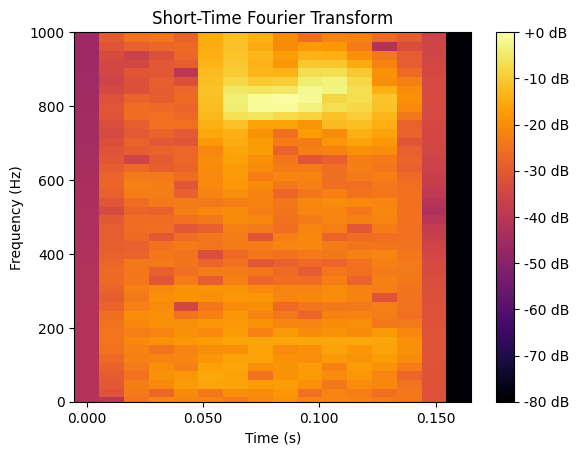 Short-Time Fourier Transform
1000
800
600
400
200
0
Frequency (Hz)
0.000
0.050
0.100
0.150
Time (s)
+0 dB
-10 dB
-20 dB
-30 dB
-40 dB
-50 dB
-60 dB
-70 dB
-80 dB